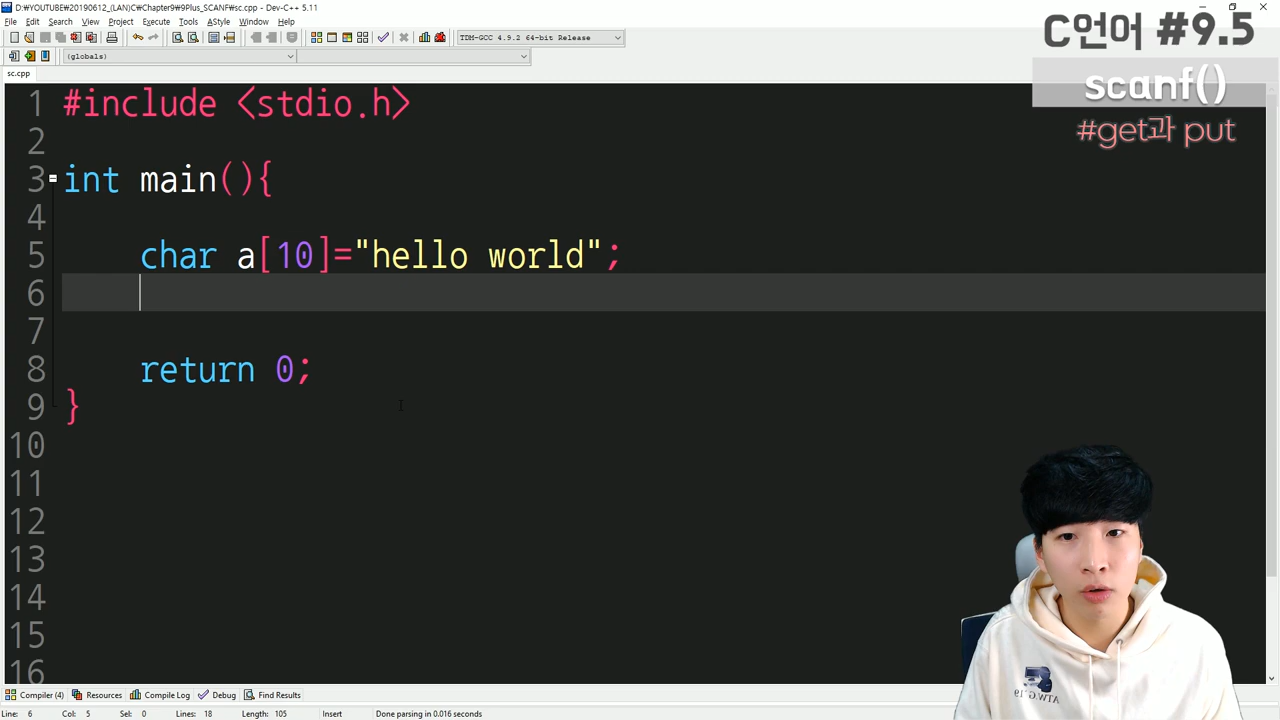 D:￦YOUTUBE￦20190612_(LAN)C￦Chapter9￦9Plus_SCANF￦sc.cpp - Dev-C++ 5.11
File Edit Search View Project Execute Tools AStyle Window Help
TDM-GCC 4.9.2 64-bit Release
(globals)
sc.cpp
C언어 #9.5
scanf()
#get과 put
1 #include <stdio.h>
2
3 int main(){
4
5 char a[10]="hello world";
6
7
8 return 0;
9 }
10
11
12
13
14
15
16
ATW.G '19
Compiler (4) Resources Compile Log Debug Find Results
Line: 6 Col: 5 Sel: 0 Lines: 18 Length: 105 Insert Done parsing in 0.016 seconds